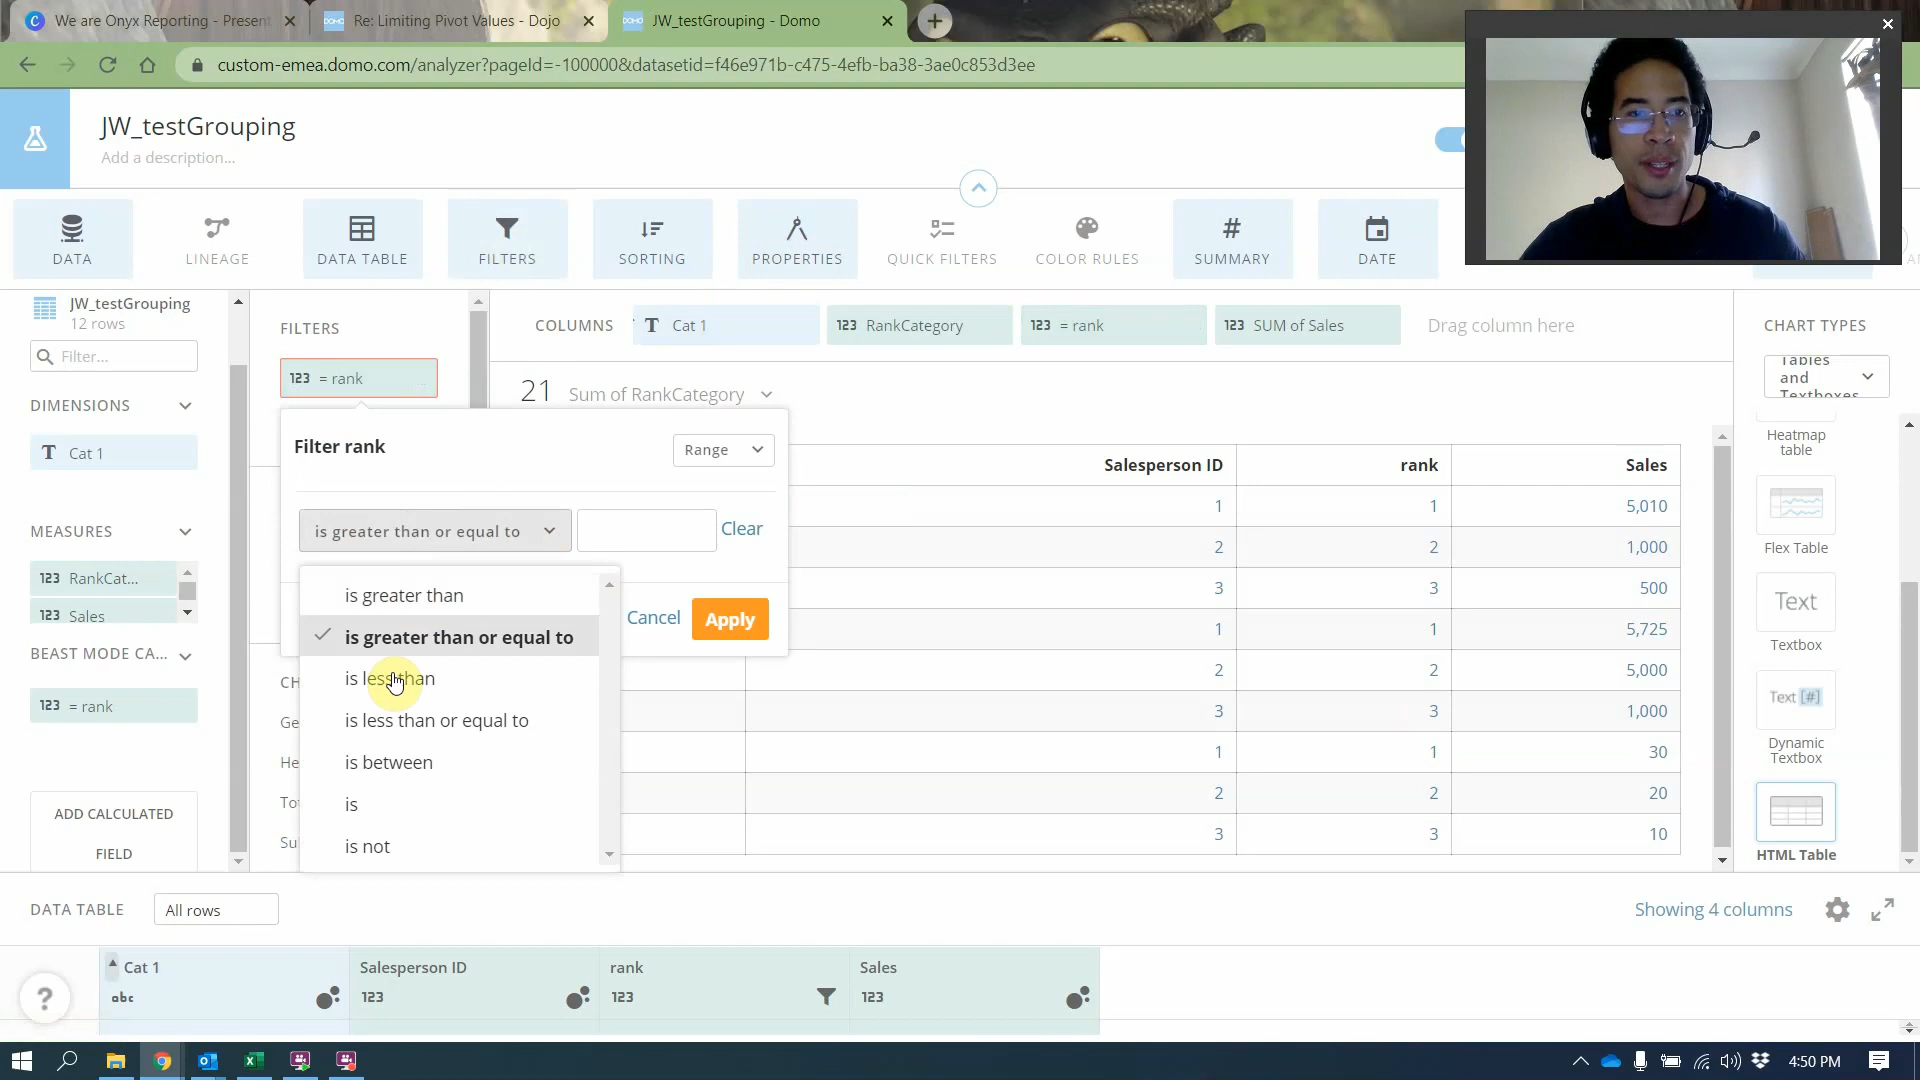 We are Onyx Reporting - Present
Re: Limiting Pivot Values - Dojo
JW_testGrouping - Domo
custom-emea.domo.com/analyzer?pageId=-100000&datasetid=f46e971b-c475-4efb-ba38-3ae0c853d3ee
JW_testGrouping
Add a description...
DATA
LINEAGE
DATA TABLE
FILTERS
SORTING
PROPERTIES
QUICK FILTERS
COLOR RULES
SUMMARY
DATE
JW_testGrouping
12 rows
Filter...
DIMENSIONS
T Cat 1
MEASURES
123 RankCat...
123 Sales
BEAST MODE CA...
123 = rank
ADD CALCULATED
FIELD
FILTERS
123 = rank
COLUMNS
T Cat 1
123 RankCategory
123 = rank
123 SUM of Sales
Drag column here
21 Sum of RankCategory
Filter rank
Range
is greater than or equal to
Clear
is greater than
is greater than or equal to
is less than
is less than or equal to
is between
is
is not
Cancel
Apply
CH
Ge
He
To
Su
Salesperson ID rank Sales
1 1 5,010
2 2 1,000
3 3 500
1 1 5,725
2 2 5,000
3 3 1,000
1 1 30
2 2 20
3 3 10
CHART TYPES
Tables
and
Textboxes
Heatmap
table
Flex Table
Text
Textbox
Text [#]
Dynamic
Textbox
HTML Table
DATA TABLE
All rows
Showing 4 columns
Cat 1
abc
Salesperson ID
123
rank
123
Sales
123
?
4:50 PM